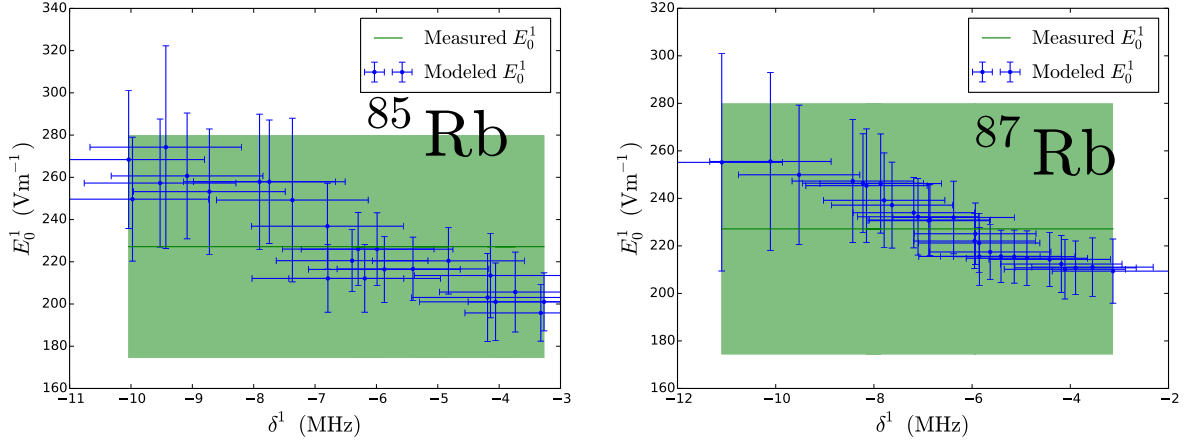 340
320
300
280
260
240
220
200
180
160
E₀¹ (Vm⁻¹)
−11 −10 −9 −8 −7 −6 −5 −4 −3
δ¹ (MHz)
Measured E₀¹
Modeled E₀¹
⁸⁵Rb
320
300
280
260
240
220
200
180
160
E₀¹ (Vm⁻¹)
−12 −10 −8 −6 −4 −2
δ¹ (MHz)
Measured E₀¹
Modeled E₀¹
⁸⁷Rb